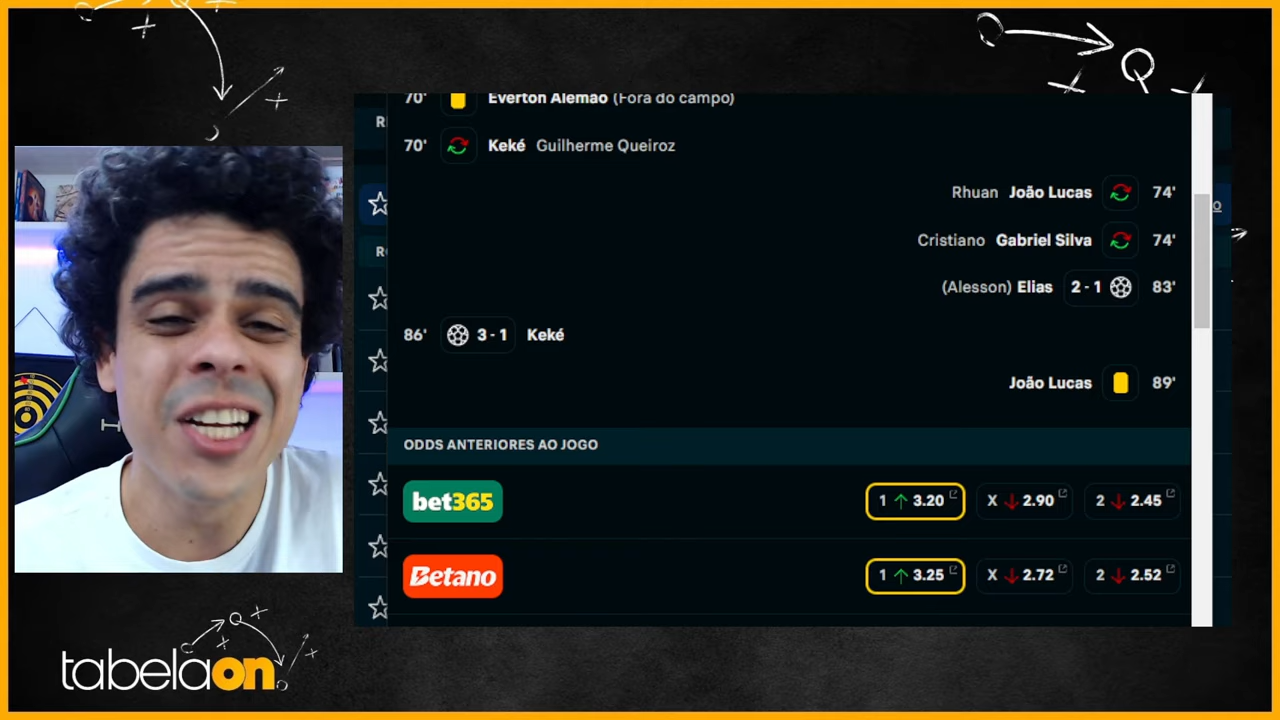 70' Everton Alemão (Fora do campo)
70' Keké Guilherme Queiroz
Rhuan João Lucas 74'
Cristiano Gabriel Silva 74'
(Alesson) Elias 2 - 1 83'
86' 3 - 1 Keké
João Lucas 89'
ODDS ANTERIORES AO JOGO
bet365 1 3.20 X 2.90 2 2.45
Betano 1 3.25 X 2.72 2 2.52
tabelaon